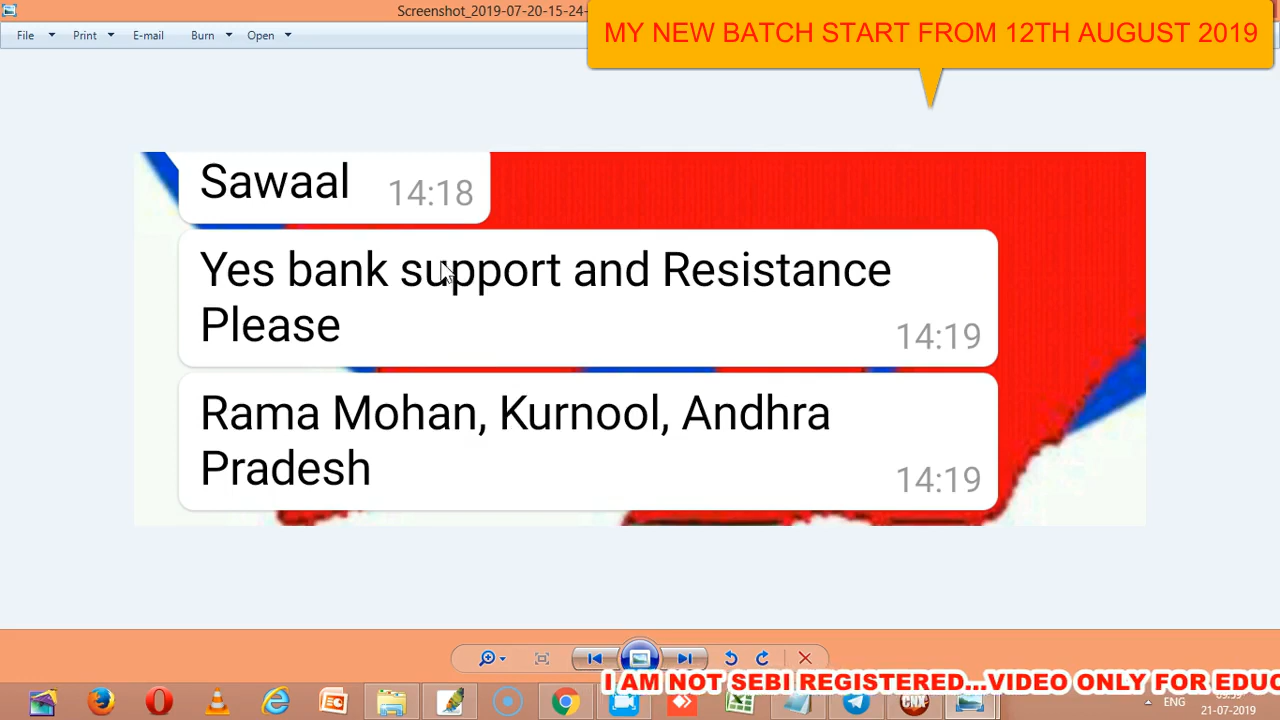 Screenshot_2019-07-20-15-24-
MY NEW BATCH START FROM 12TH AUGUST 2019
File Print E-mail Burn Open
Sawaal 14:18
Yes bank support and Resistance
Please 14:19
Rama Mohan, Kurnool, Andhra
Pradesh 14:19
I AM NOT SEBI REGISTERED...VIDEO ONLY FOR EDUC
ENG
21-07-2019